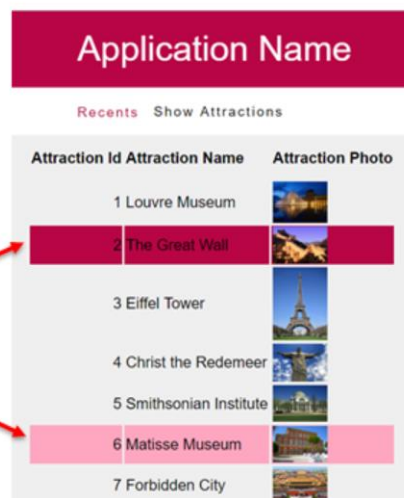 Application Name
Recents Show Attractions
Attraction Id Attraction Name Attraction Photo
1 Louvre Museum
2 The Great Wall
3 Eiffel Tower
4 Christ the Redemeer
5 Smithsonian Institute
6 Matisse Museum
7 Forbidden City